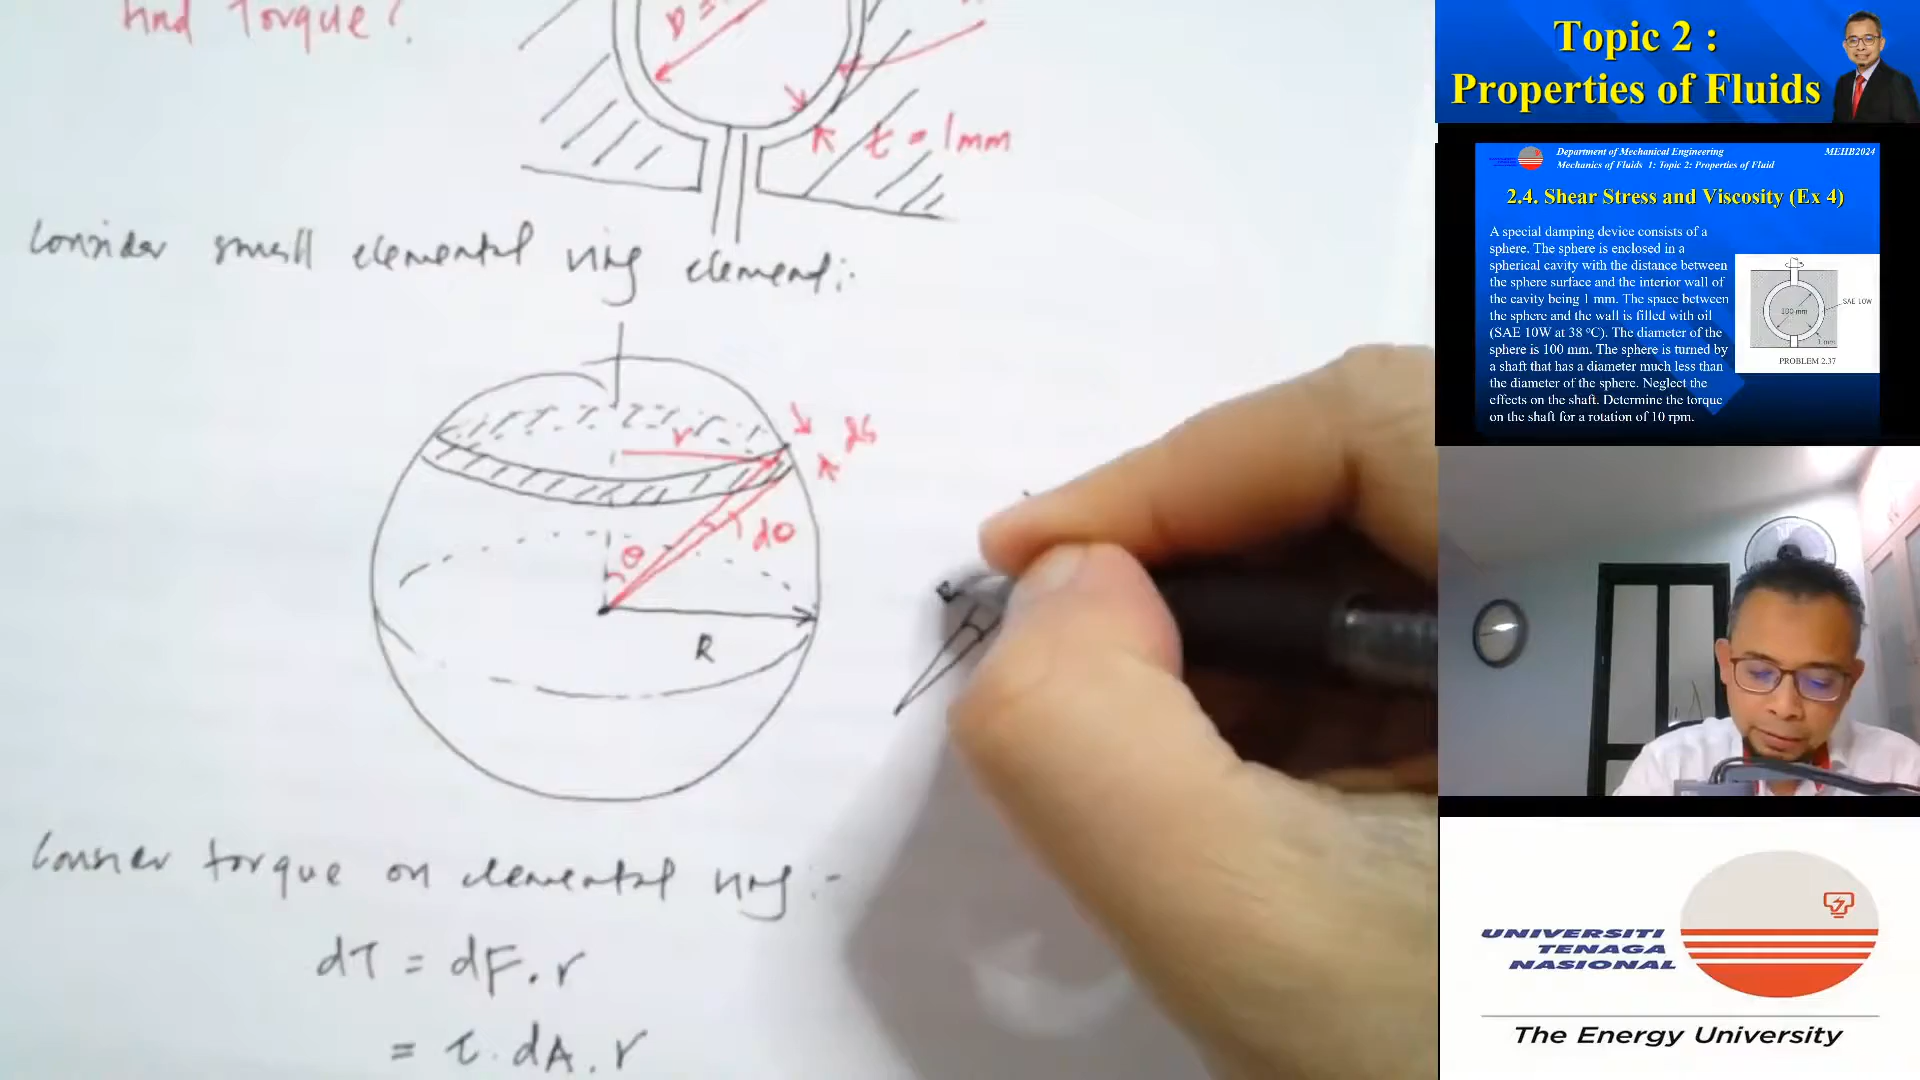 find Torque?
D =
t = 1mm
Consider small elemental ring element:-
r
ds
dθ
θ
R
Consider torque on elemental ring :-
dT = dF. r
= τ. dA. r
Topic 2 :
Properties of Fluids
Department of Mechanical Engineering
MEHB2024
Mechanics of Fluids 1: Topic 2: Properties of Fluid
2.4. Shear Stress and Viscosity (Ex 4)
A special damping device consists of a
sphere. The sphere is enclosed in a
spherical cavity with the distance between
the sphere surface and the interior wall of
the cavity being 1 mm. The space between
the sphere and the wall is filled with oil
(SAE 10W at 38 °C). The diameter of the
sphere is 100 mm. The sphere is turned by
a shaft that has a diameter much less than
the diameter of the sphere. Neglect the
effects on the shaft. Determine the torque
on the shaft for a rotation of 10 rpm.
100 mm
SAE 10W
1 mm
PROBLEM 2.37
UNIVERSITI
TENAGA
NASIONAL
The Energy University